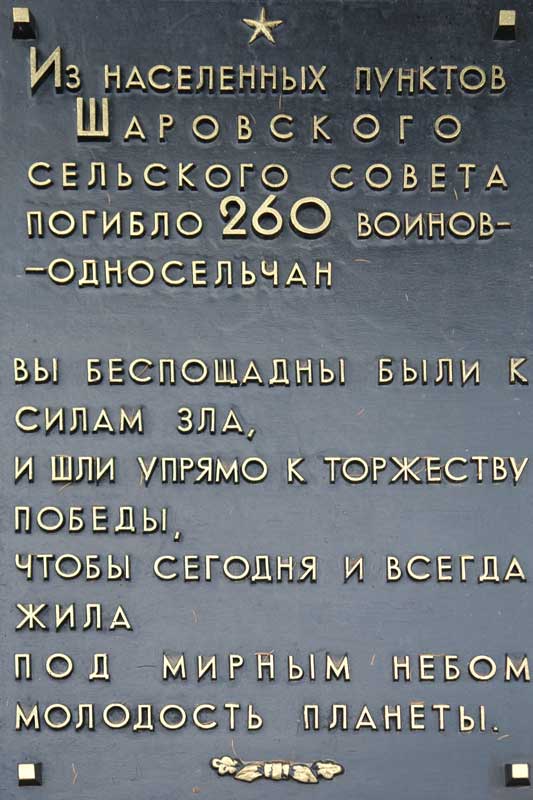 Из населенных пунктов
Шаровского
сельского совета
погибло 260 воинов-
-односельчан
вы беспощадны были к
силам зла,
и шли упрямо к торжеству
победы,
чтобы сегодня и всегда
жила
под мирным небом
молодость планеты.